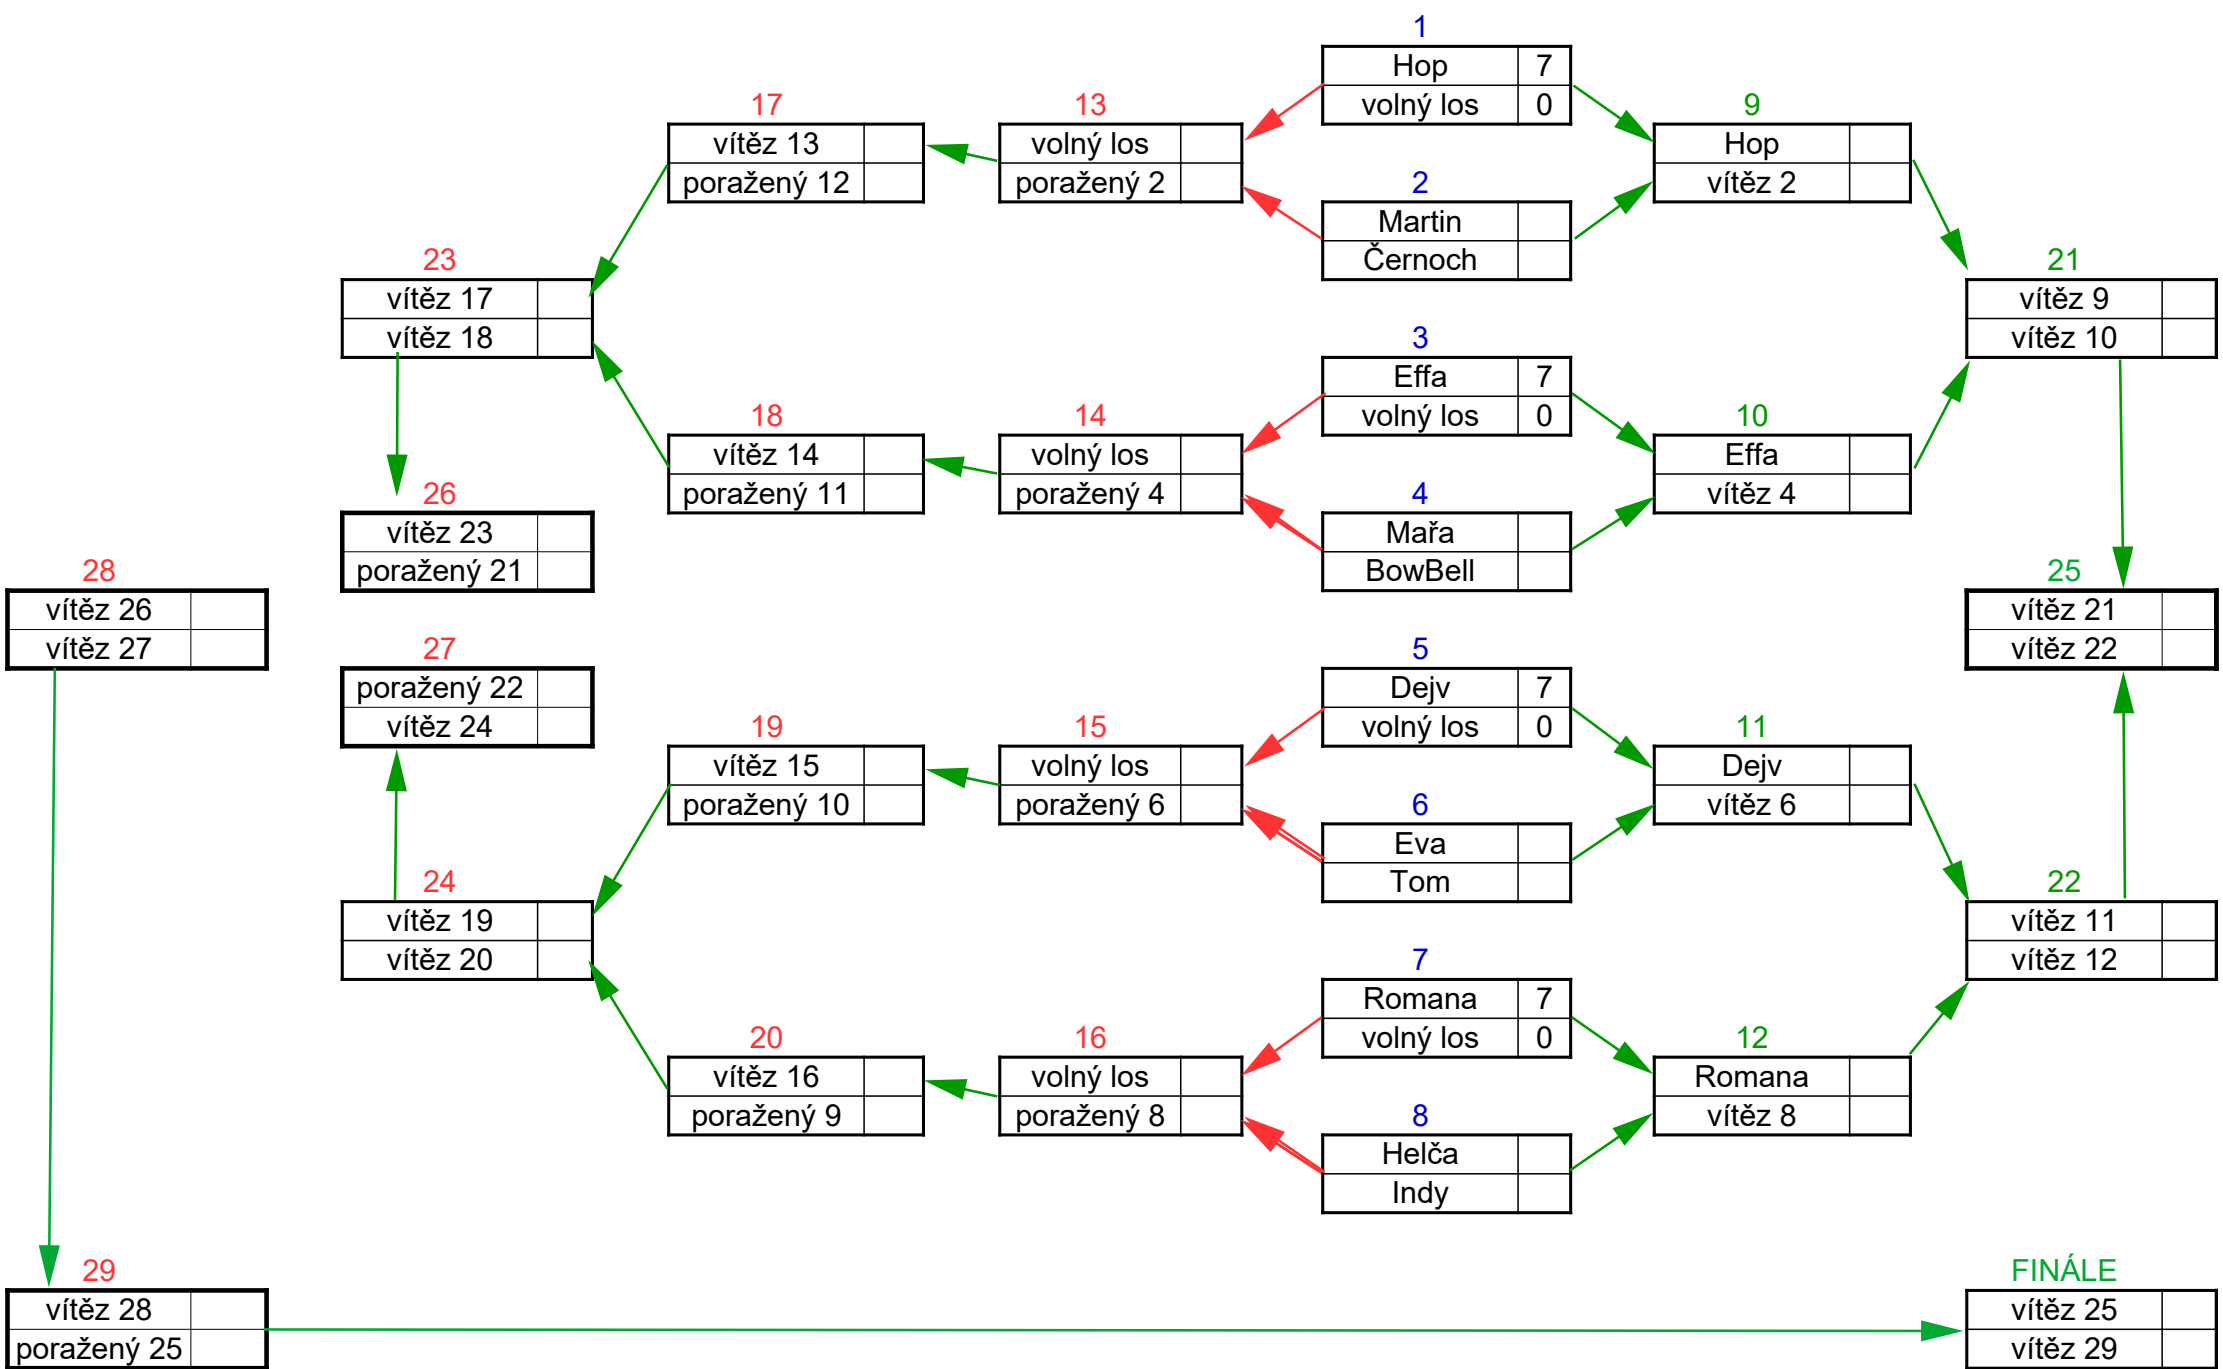 1
Hop 7
volný los 0
17
vítěz 13
poražený 12
13
volný los
poražený 2
9
Hop
vítěz 2
2
Martin
Černoch
23
vítěz 17
vítěz 18
21
vítěz 9
vítěz 10
3
Effa 7
volný los 0
18
vítěz 14
poražený 11
14
volný los
poražený 4
10
Effa
vítěz 4
4
Mařa
BowBell
26
vítěz 23
poražený 21
28
vítěz 26
vítěz 27
25
vítěz 21
vítěz 22
27
poražený 22
vítěz 24
5
Dejv 7
volný los 0
19
vítěz 15
poražený 10
15
volný los
poražený 6
11
Dejv
vítěz 6
6
Eva
Tom
24
vítěz 19
vítěz 20
22
vítěz 11
vítěz 12
7
Romana 7
volný los 0
20
vítěz 16
poražený 9
16
volný los
poražený 8
12
Romana
vítěz 8
8
Helča
Indy
29
vítěz 28
poražený 25
FINÁLE
vítěz 25
vítěz 29